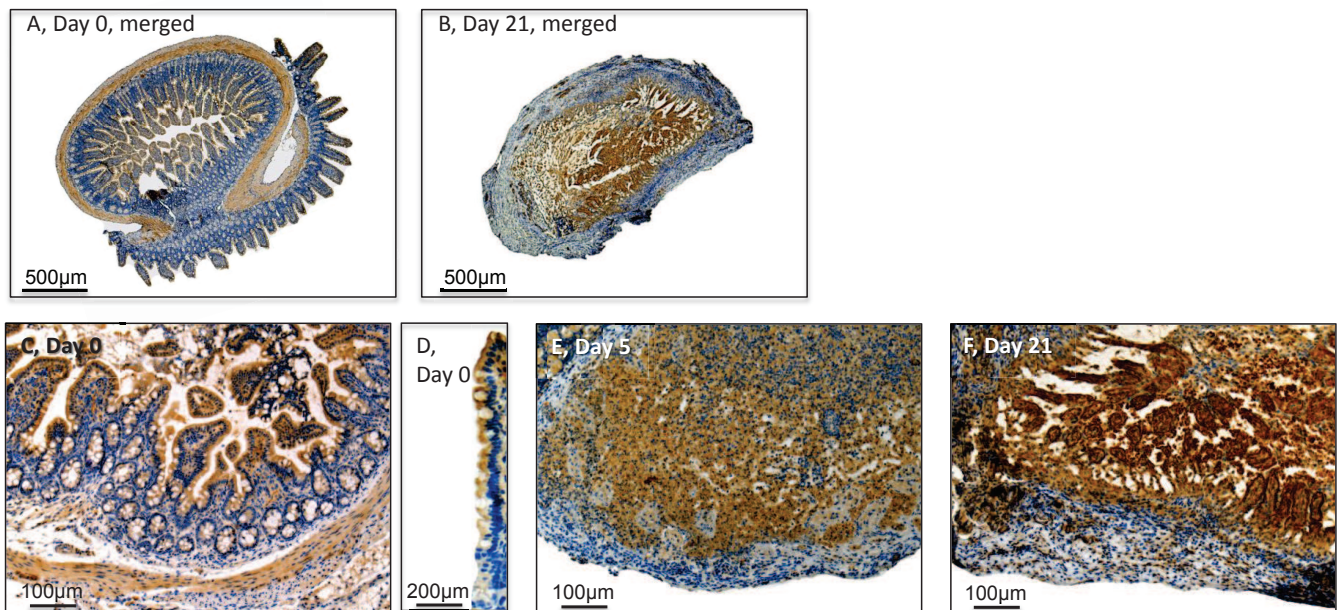 A, Day 0, merged
500µm
B, Day 21, merged
500µm
C, Day 0
100µm
D,
Day 0
200µm
E, Day 5
100µm
F, Day 21
100µm